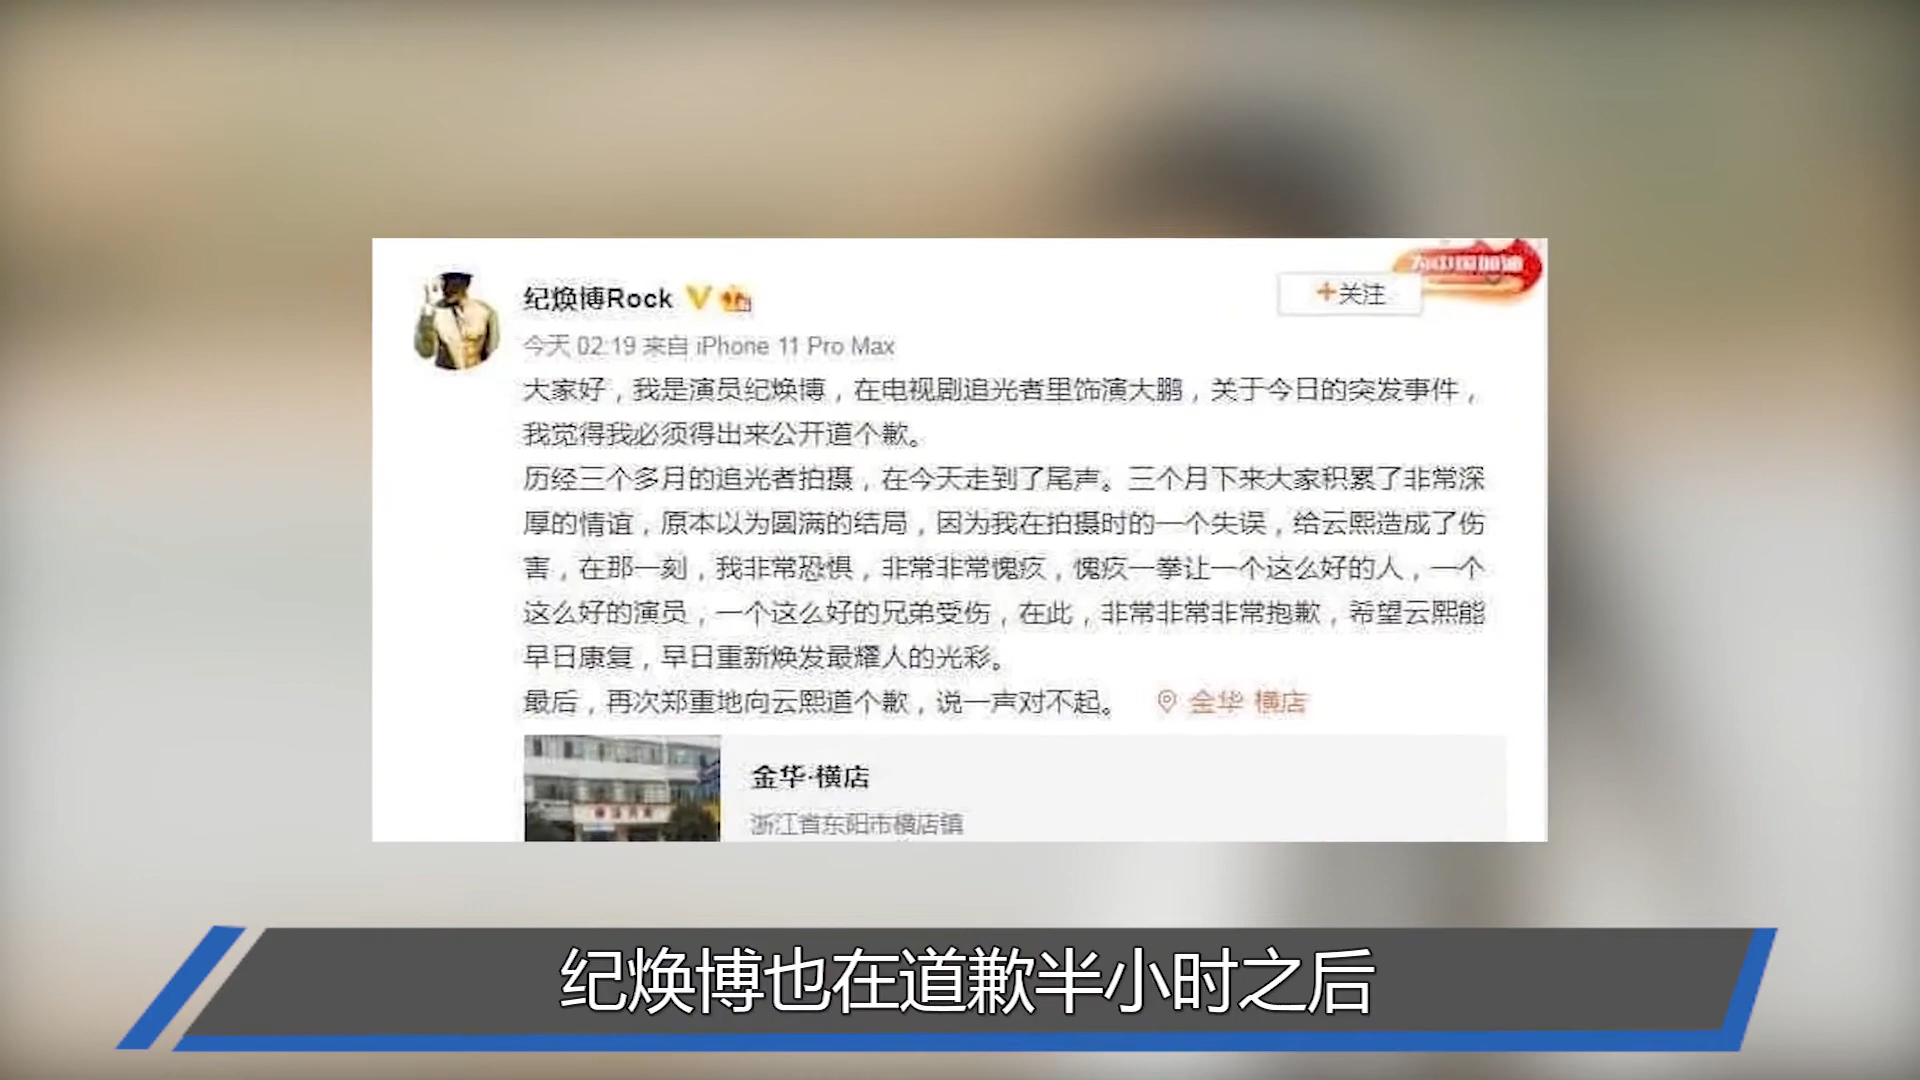 纪焕博Rock
+关注
今天 02:19 来自 iPhone 11 Pro Max
大家好，我是演员纪焕博，在电视剧追光者里饰演大鹏，关于今日的突发事件，
我觉得我必须得出来公开道个歉。
历经三个多月的追光者拍摄，在今天走到了尾声。三个月下来大家积累了非常深
厚的情谊，原本以为圆满的结局，因为我在拍摄时的一个失误，给云熙造成了伤
害，在那一刻，我非常恐惧，非常非常愧疚，愧疚一拳让一个这么好的人，一个
这么好的演员，一个这么好的兄弟受伤，在此，非常非常非常抱歉，希望云熙能
早日康复，早日重新焕发最耀人的光彩。
最后，再次郑重地向云熙道个歉，说一声对不起。 金华·横店
金华·横店
浙江省东阳市横店镇
纪焕博也在道歉半小时之后